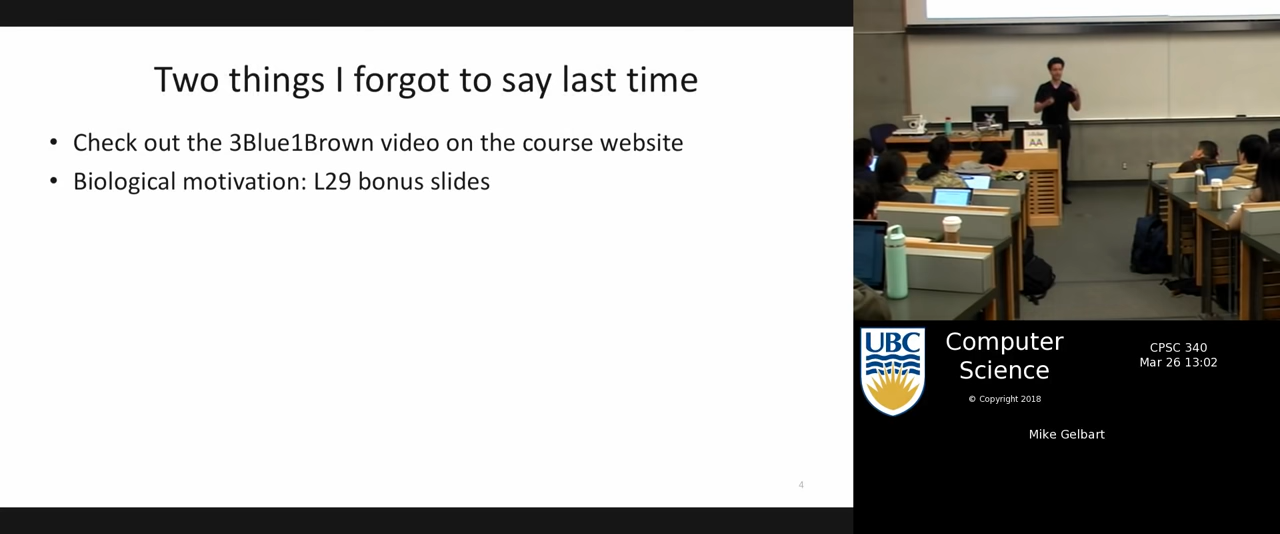 Two things I forgot to say last time
• Check out the 3Blue1Brown video on the course website
• Biological motivation: L29 bonus slides
4
AA
UBC
Computer
Science
© Copyright 2018
CPSC 340
Mar 26 13:02
Mike Gelbart